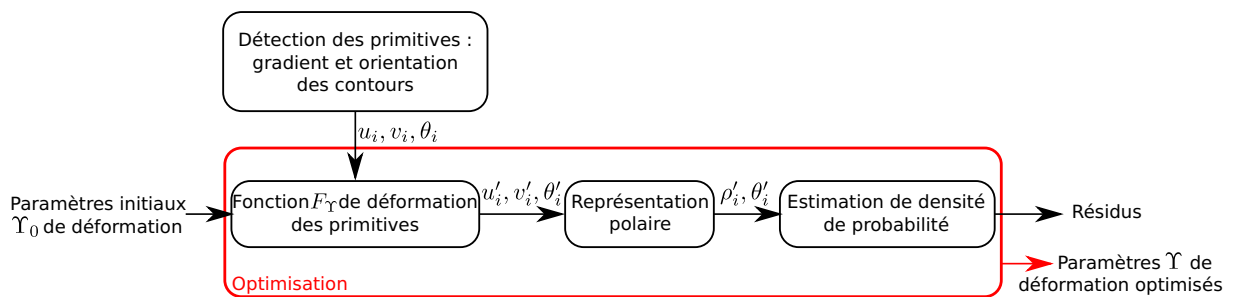 Détection des primitives :
gradient et orientation
des contours
u_i, v_i, θ_i
Paramètres initiaux
ϒ_0 de déformation
Fonction F_ϒ de déformation
des primitives
u'_i, v'_i, θ'_i
Représentation
polaire
ρ'_i, θ'_i
Estimation de densité
de probabilité
Résidus
Optimisation
Paramètres ϒ de
déformation optimisés